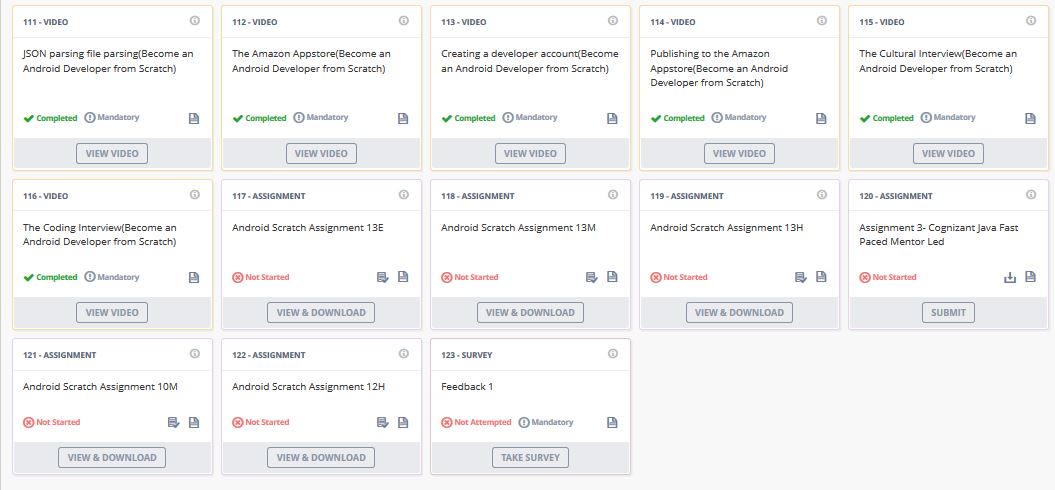 111 - VIDEO
JSON parsing file parsing(Become an
Android Developer from Scratch)
Completed Mandatory
VIEW VIDEO
112 - VIDEO
The Amazon Appstore(Become an
Android Developer from Scratch)
Completed Mandatory
VIEW VIDEO
113 - VIDEO
Creating a developer account(Become
an Android Developer from Scratch)
Completed Mandatory
VIEW VIDEO
114 - VIDEO
Publishing to the Amazon
Appstore(Become an Android
Developer from Scratch)
Completed Mandatory
VIEW VIDEO
115 - VIDEO
The Cultural Interview(Become an
Android Developer from Scratch)
Completed Mandatory
VIEW VIDEO
116 - VIDEO
The Coding Interview(Become an
Android Developer from Scratch)
Completed Mandatory
VIEW VIDEO
117 - ASSIGNMENT
Android Scratch Assignment 13E
Not Started
VIEW & DOWNLOAD
118 - ASSIGNMENT
Android Scratch Assignment 13M
Not Started
VIEW & DOWNLOAD
119 - ASSIGNMENT
Android Scratch Assignment 13H
Not Started
VIEW & DOWNLOAD
120 - ASSIGNMENT
Assignment 3- Cognizant Java Fast
Paced Mentor Led
Not Started
SUBMIT
121 - ASSIGNMENT
Android Scratch Assignment 10M
Not Started
VIEW & DOWNLOAD
122 - ASSIGNMENT
Android Scratch Assignment 12H
Not Started
VIEW & DOWNLOAD
123 - SURVEY
Feedback 1
Not Attempted Mandatory
TAKE SURVEY